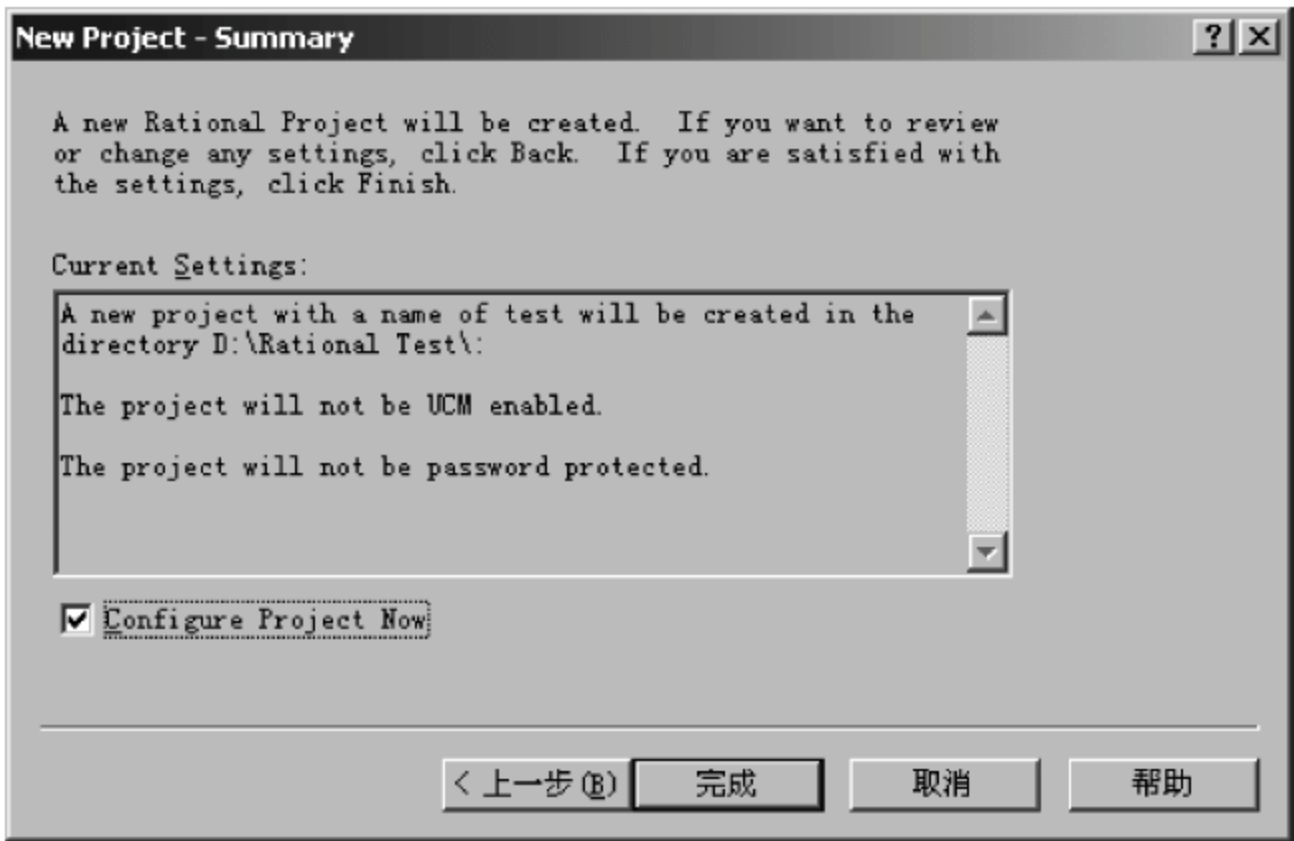 New Project - Summary
A new Rational Project will be created.  If you want to review
or change any settings, click Back.  If you are satisfied with
the settings, click Finish.
Current Settings:
A new project with a name of test will be created in the
directory D:\Rational Test\:
The project will not be UCM enabled.
The project will not be password protected.
Configure Project Now
< 上一步(B) 完成 取消 帮助